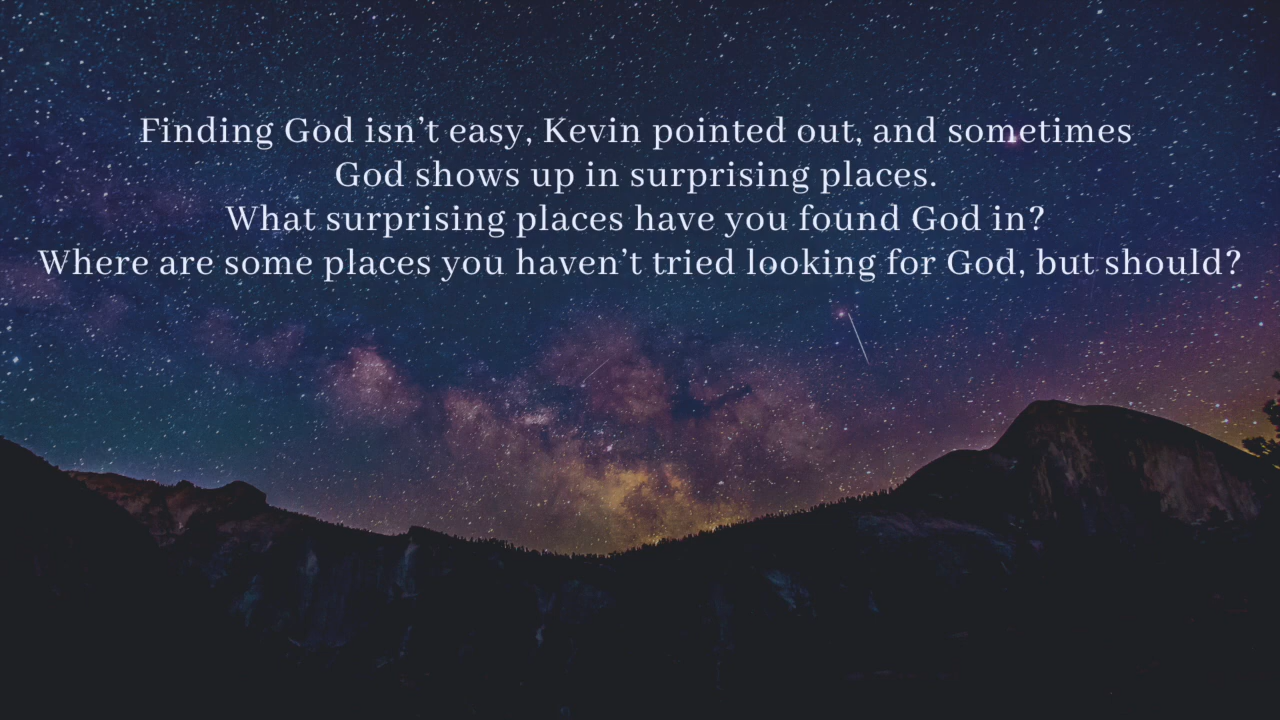 Finding God isn’t easy, Kevin pointed out, and sometimes
God shows up in surprising places.
What surprising places have you found God in?
Where are some places you haven’t tried looking for God, but should?